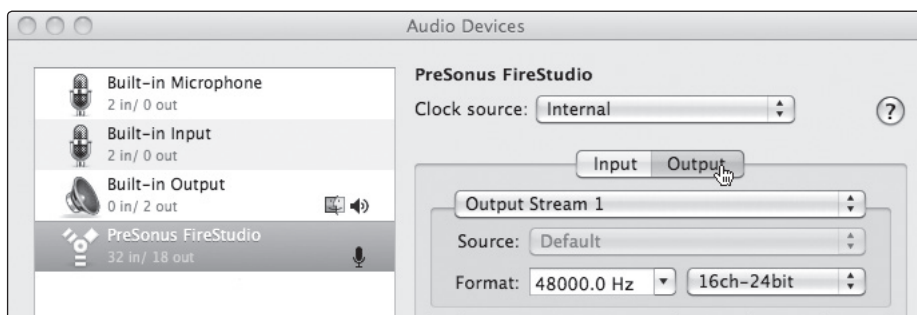 Audio Devices
Built-in Microphone
2 in/ 0 out
Built-in Input
2 in/ 0 out
Built-in Output
0 in/ 2 out
PreSonus FireStudio
32 in/ 18 out
PreSonus FireStudio
Clock source: Internal
?
Input Output
Output Stream 1
Source: Default
Format: 48000.0 Hz 16ch-24bit